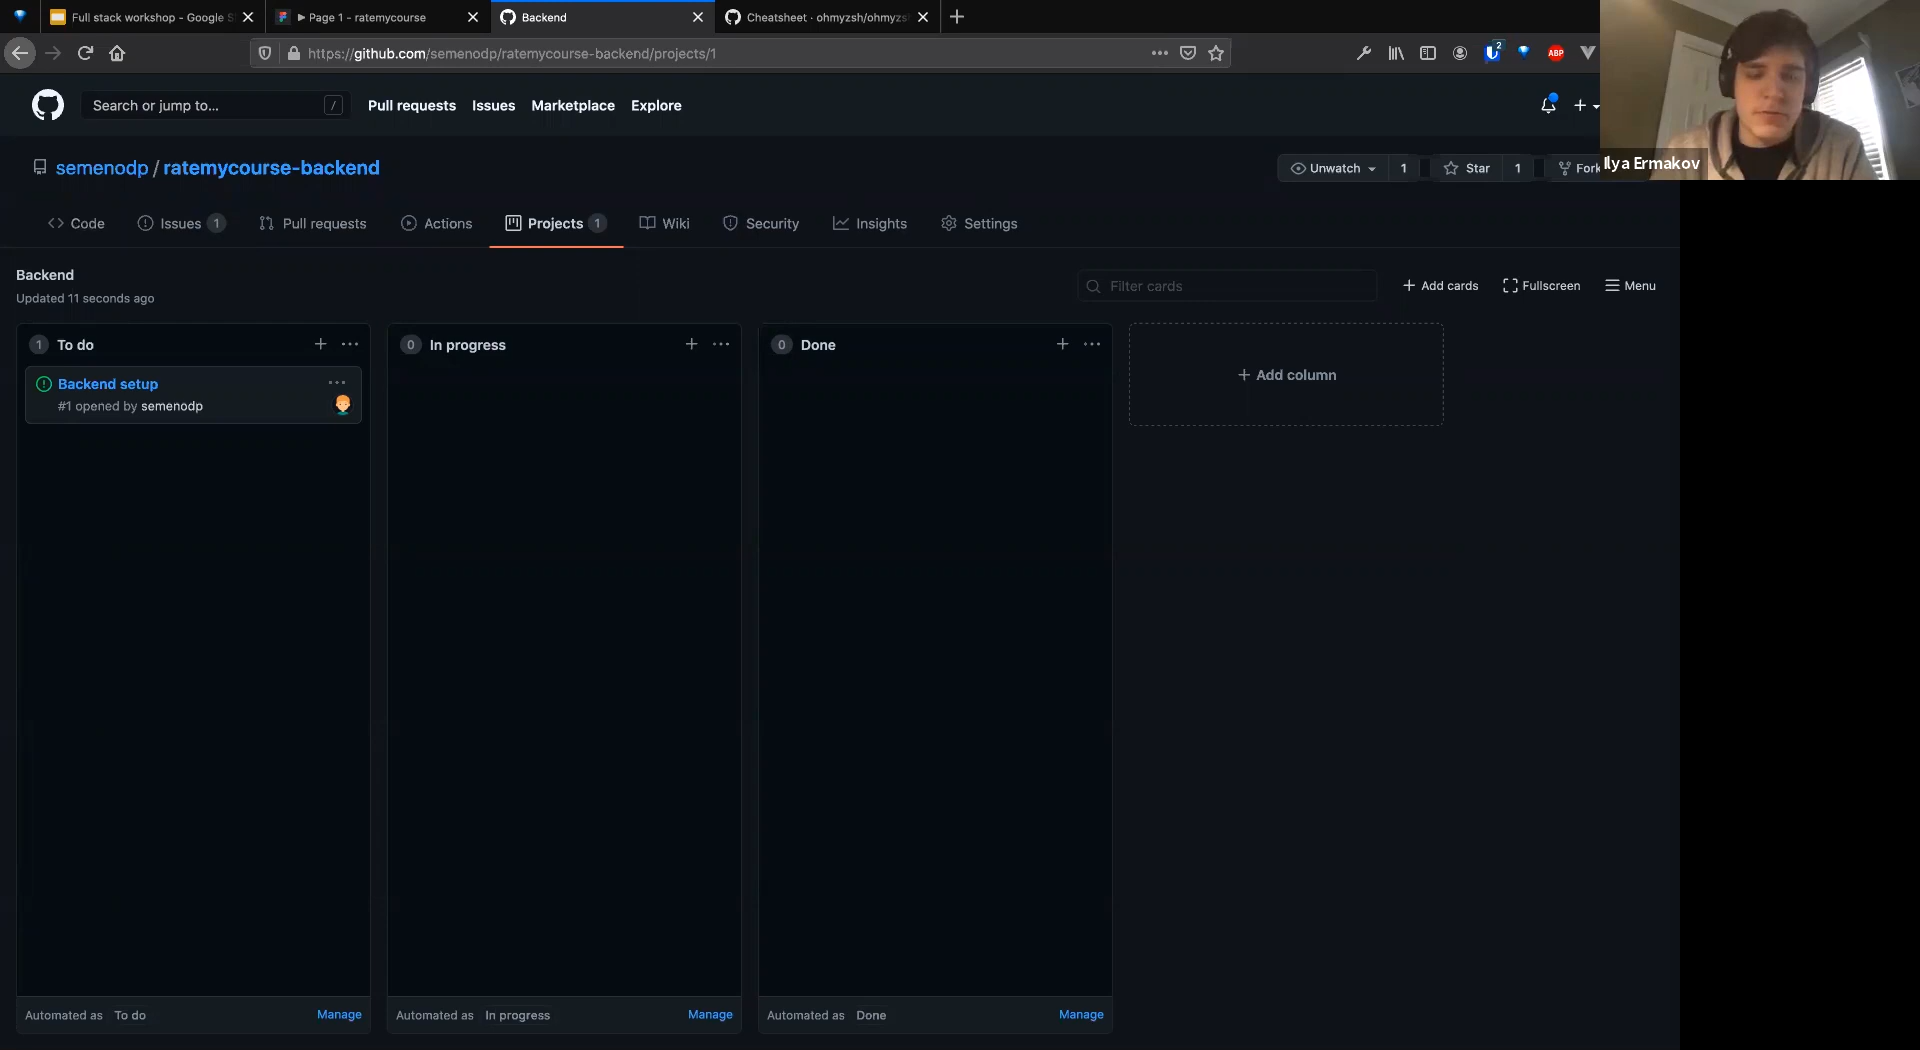 Full stack workshop - Google S
Page 1 - ratemycourse
Backend
Cheatsheet · ohmyzsh/ohmyzs
https://github.com/semenodp/ratemycourse-backend/projects/1
2
ABP
Search or jump to...
/
Pull requests
Issues
Marketplace
Explore
Ilya Ermakov
semenodp / ratemycourse-backend
Unwatch
1
Star
1
Fork
Code
Issues 1
Pull requests
Actions
Projects 1
Wiki
Security
Insights
Settings
Backend
Updated 11 seconds ago
Filter cards
+ Add cards
Fullscreen
Menu
1 To do
0 In progress
0 Done
+ Add column
Backend setup
#1 opened by semenodp
Automated as To do
Manage
Automated as In progress
Manage
Automated as Done
Manage